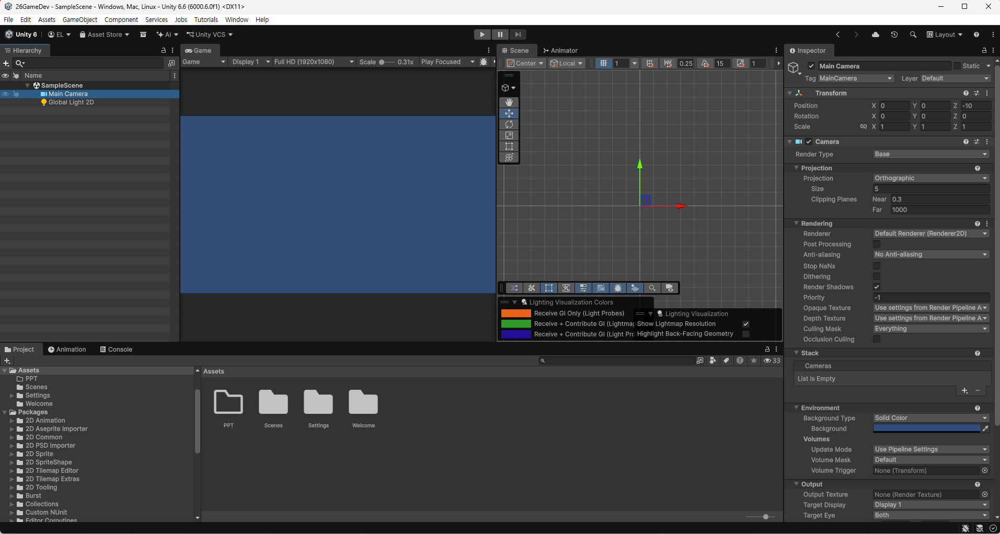 26GameDev - SampleScene - Windows, Mac, Linux - Unity 6.6 (6000.6.0f1) <DX11>
File Edit Assets GameObject Component Services Jobs Tutorials Window Help
Unity 6 EL Asset Store AI Unity VCS Layout
Hierarchy
Name
SampleScene
Main Camera
Global Light 2D
Game
Game Display 1 Full HD (1920x1080) Scale 0.31x Play Focused
Scene Animator
Center Local 1 0.25 15 1
Lighting Visualization Colors
Receive GI Only (Light Probes)
Receive + Contribute GI (Lightmap
Receive + Contribute GI (Light Pro
Lighting Visualization
Show Lightmap Resolution
Highlight Back-Facing Geometry
Inspector
Main Camera Static
Tag MainCamera Layer Default
Transform
Position X 0 Y 0 Z -10
Rotation X 0 Y 0 Z 0
Scale X 1 Y 1 Z 1
Camera
Render Type Base
Projection
Projection Orthographic
Size 5
Clipping Planes Near 0.3
Far 1000
Rendering
Renderer Default Renderer (Renderer2D)
Post Processing
Anti-aliasing No Anti-aliasing
Stop NaNs
Dithering
Render Shadows
Priority -1
Opaque Texture Use settings from Render Pipeline A
Depth Texture Use settings from Render Pipeline A
Culling Mask Everything
Occlusion Culling
Stack
Cameras
List is Empty
Environment
Background Type Solid Color
Background
Volumes
Update Mode Use Pipeline Settings
Volume Mask Default
Volume Trigger None (Transform)
Output
Output Texture None (Render Texture)
Target Display Display 1
Target Eye Both
Project Animation Console
33
Assets
PPT
Scenes
Settings
Welcome
Packages
2D Animation
2D Aseprite Importer
2D Common
2D PSD Importer
2D Sprite
2D SpriteShape
2D Tilemap Editor
2D Tilemap Extras
2D Tooling
Burst
Collections
Custom NUnit
Editor Coroutines
Assets
PPT Scenes Settings Welcome